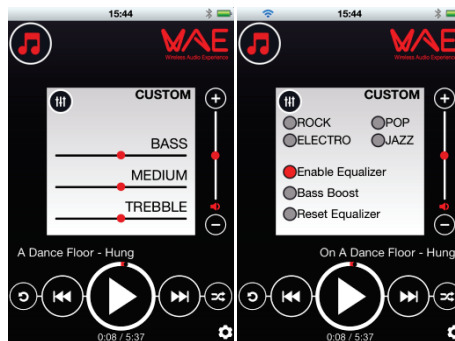 15:44
WAE
Wireless Audio Experience
CUSTOM
BASS
MEDIUM
TREBBLE
A Dance Floor - Hung
0:08 / 5:37
15:44
WAE
Wireless Audio Experience
CUSTOM
ROCK POP
ELECTRO JAZZ
Enable Equalizer
Bass Boost
Reset Equalizer
On A Dance Floor - Hung
0:08 / 5:37